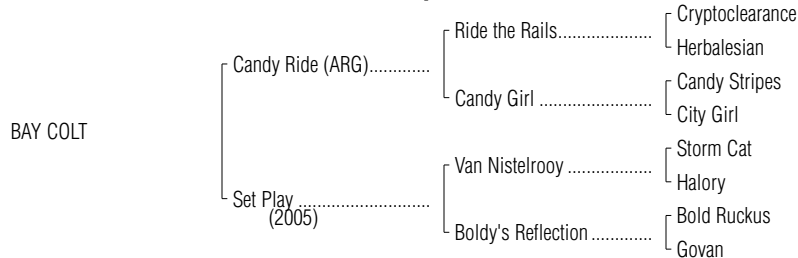 Cryptoclearance
Ride the Rails..................
Herbalesian
Candy Ride (ARG).............
Candy Stripes
Candy Girl ......................
City Girl
BAY COLT
Storm Cat
Van Nistelrooy ................
Halory
Set Play ............................
(2005)
Bold Ruckus
Boldy's Reflection............
Govan